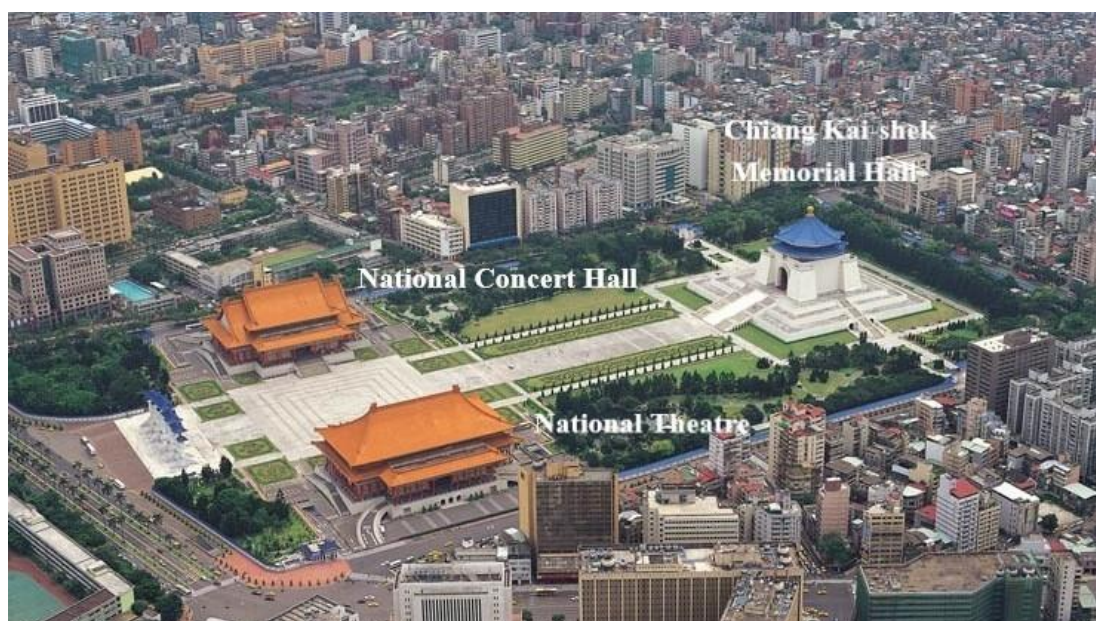 Chiang Kai-shek
Memorial Hall
National Concert Hall
National Theatre